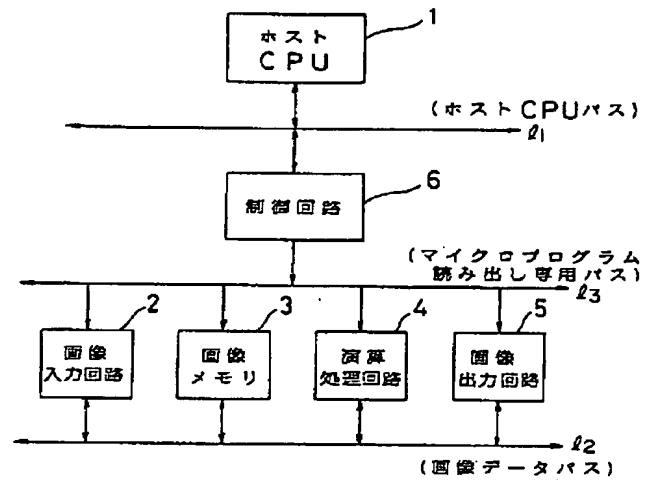 1
ホスト
CPU
(ホストCPUバス)
ℓ1
6
制御回路
(マイクロプログラム
読み出し専用バス)
ℓ3
2
3
4
5
画像
入力回路
画像
メモリ
演算
処理回路
画像
出力回路
ℓ2
(画像データバス)